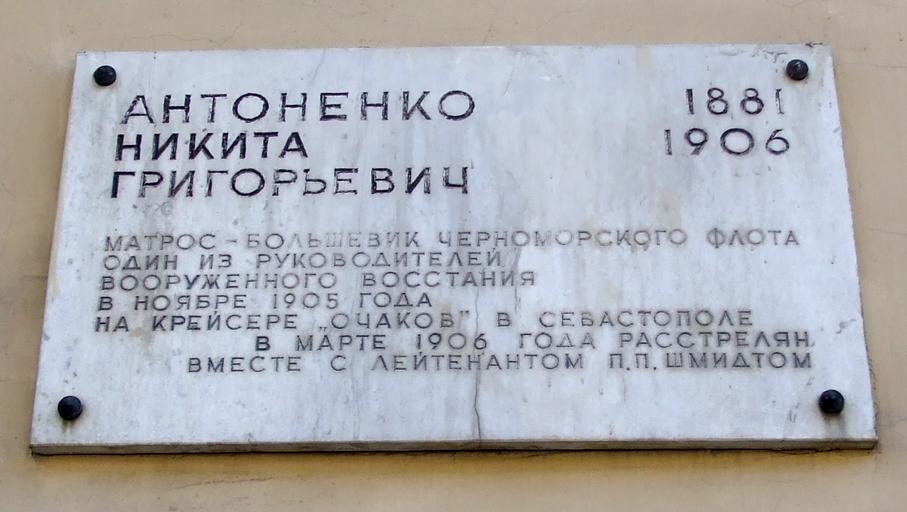 АНТОНЕНКО 1881
НИКИТА 1906
ГРИГОРЬЕВИЧ
МАТРОС-БОЛЬШЕВИК ЧЕРНОМОРСКОГО ФЛОТА
ОДИН ИЗ РУКОВОДИТЕЛЕЙ
ВООРУЖЕННОГО ВОССТАНИЯ
В НОЯБРЕ 1905 ГОДА
НА КРЕЙСЕРЕ „ОЧАКОВ" В СЕВАСТОПОЛЕ
В МАРТЕ 1906 ГОДА РАССТРЕЛЯН
ВМЕСТЕ С ЛЕЙТЕНАНТОМ П.П.ШМИДТОМ